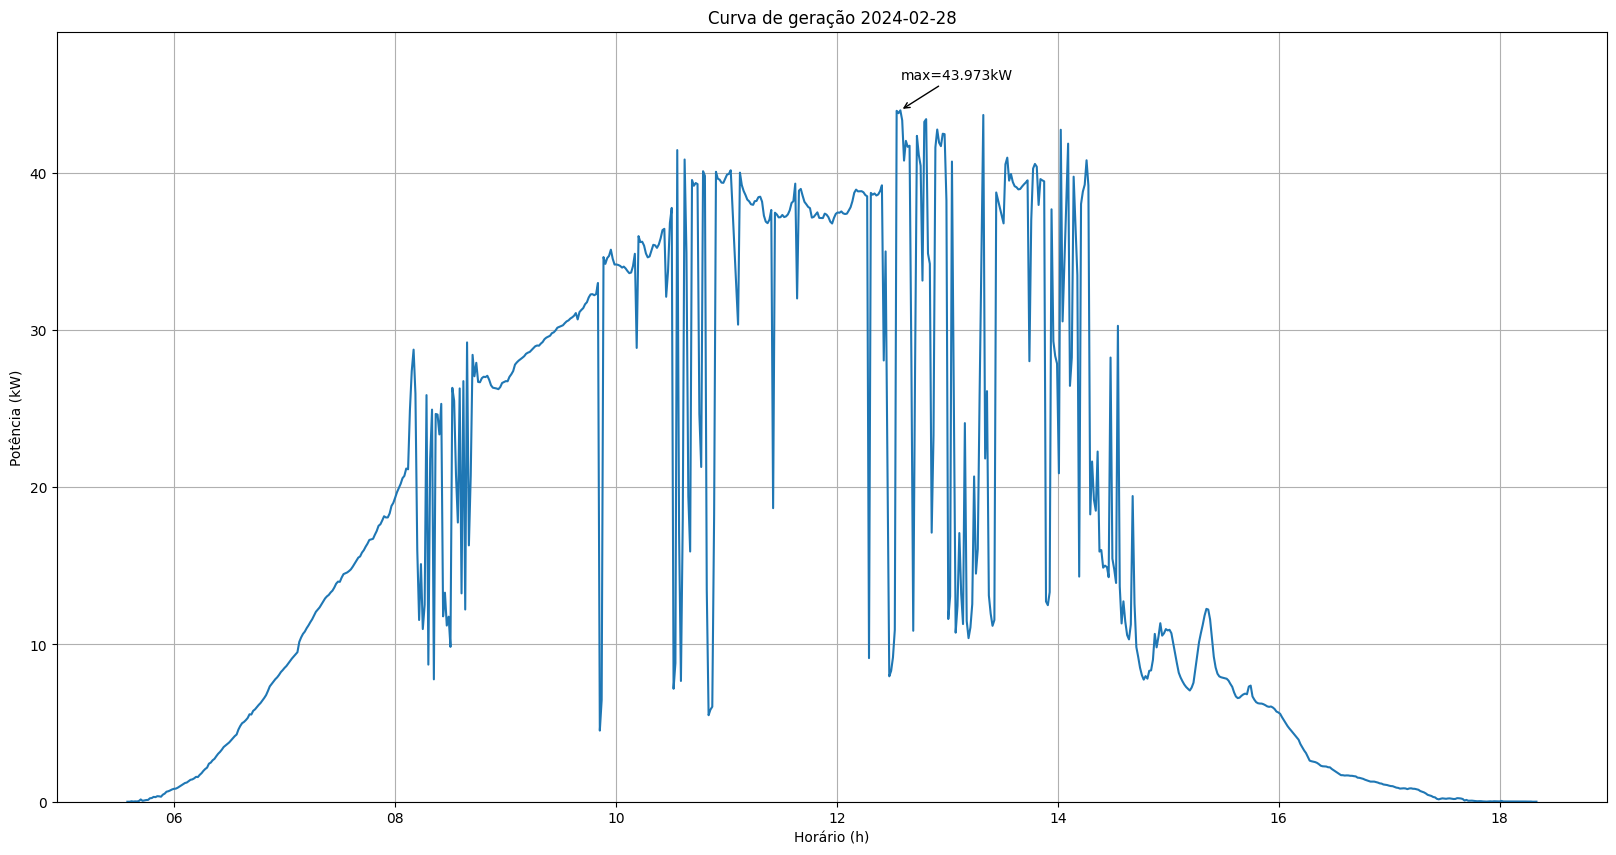 Curva de geração 2024-02-28
max=43.973kW
40
30
20
10
0
Potência (kW)
06 08 10 12 14 16 18
Horário (h)